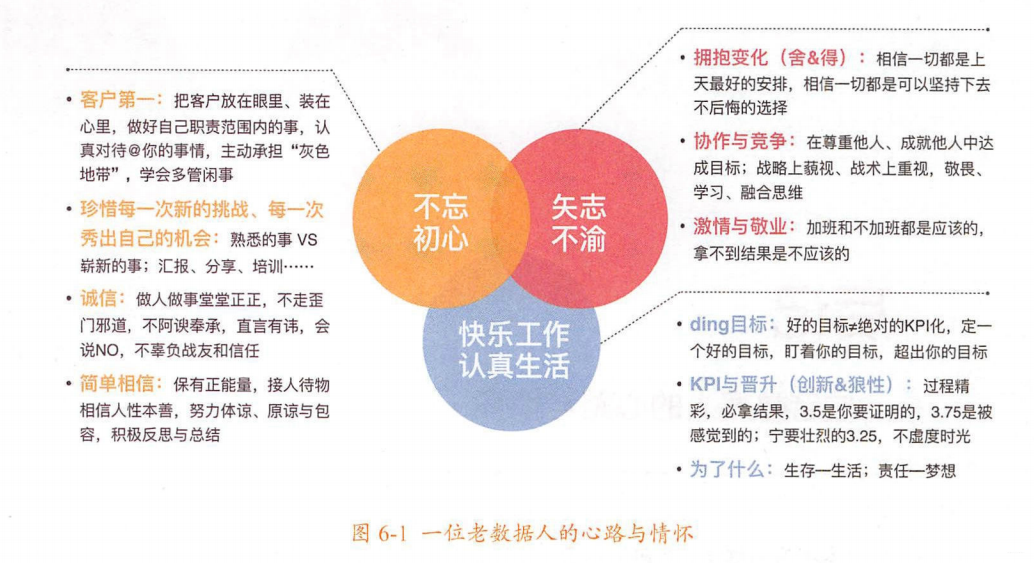 客户第一：把客户放在眼里、装在
心里，做好自己职责范围内的事，认
真对待@你的事情，主动承担“灰色
地带”，学会多管闲事
珍惜每一次新的挑战、每一次
秀出自己的机会：熟悉的事 VS
崭新的事；汇报、分享、培训……
诚信：做人做事堂堂正正，不走歪
门邪道，不阿谀奉承，直言有讳，会
说NO，不辜负战友和信任
简单相信：保有正能量，接人待物
相信人性本善，努力体谅、原谅与包
容，积极反思与总结
不忘
初心
矢志
不渝
快乐工作
认真生活
拥抱变化（舍&得）：相信一切都是上
天最好的安排，相信一切都是可以坚持下去
不后悔的选择
协作与竞争：在尊重他人、成就他人中达
成目标；战略上藐视、战术上重视，敬畏、
学习、融合思维
激情与敬业：加班和不加班都是应该的，
拿不到结果是不应该的
ding目标：好的目标≠绝对的KPI化，定一
个好的目标，盯着你的目标，超出你的目标
KPI与晋升（创新&狼性）：过程精
彩，必拿结果，3.5是你要证明的，3.75是被
感觉到的；宁要壮烈的3.25，不虚度时光
为了什么：生存—生活；责任—梦想
图 6-1 一位老数据人的心路与情怀